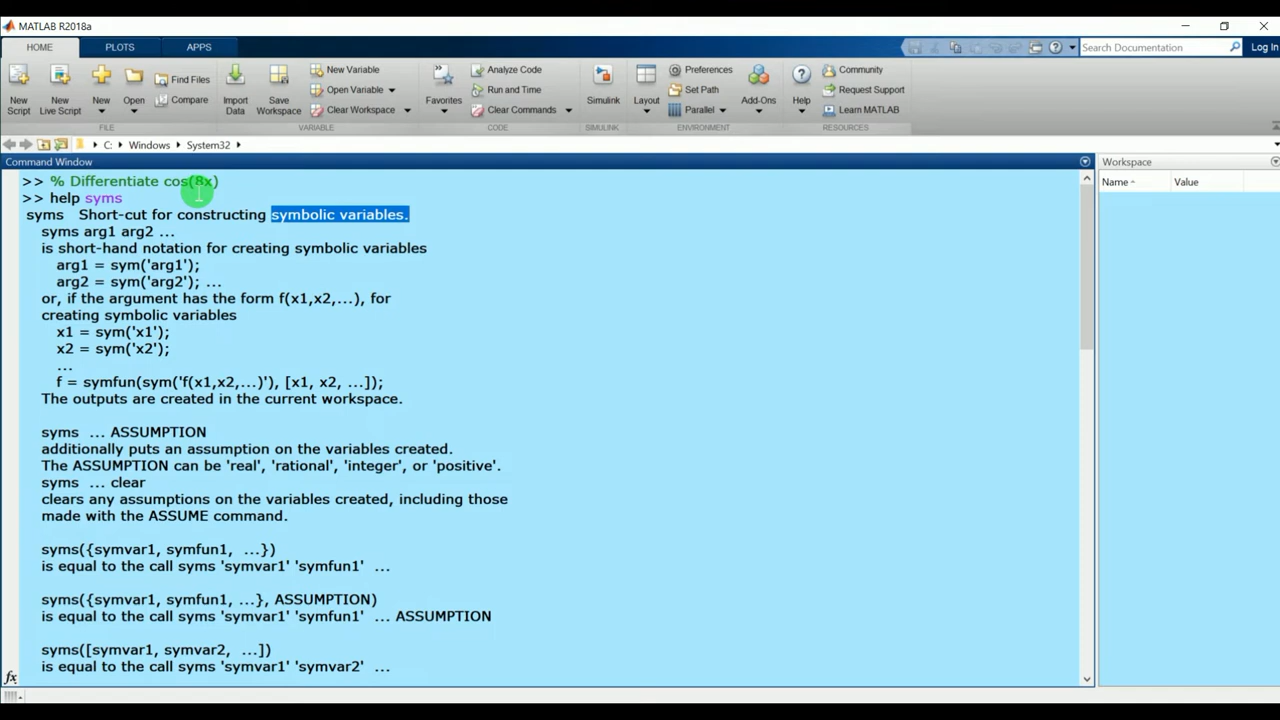 MATLAB R2018a
HOME PLOTS APPS
Search Documentation Log In
New Script New Live Script New Open Find Files Compare Import Data Save Workspace New Variable Open Variable Clear Workspace Favorites Analyze Code Run and Time Clear Commands Simulink Layout Preferences Set Path Parallel Add-Ons Help Community Request Support Learn MATLAB
FILE VARIABLE CODE SIMULINK ENVIRONMENT RESOURCES
C: Windows System32
Command Window
Workspace
Name Value
>> % Differentiate cos(8x)
>> help syms
syms Short-cut for constructing symbolic variables.
syms arg1 arg2 ...
is short-hand notation for creating symbolic variables
arg1 = sym('arg1');
arg2 = sym('arg2'); ...
or, if the argument has the form f(x1,x2,...), for
creating symbolic variables
x1 = sym('x1');
x2 = sym('x2');
...
f = symfun(sym('f(x1,x2,...)'), [x1, x2, ...]);
The outputs are created in the current workspace.
syms ... ASSUMPTION
additionally puts an assumption on the variables created.
The ASSUMPTION can be 'real', 'rational', 'integer', or 'positive'.
syms ... clear
clears any assumptions on the variables created, including those
made with the ASSUME command.
syms({symvar1, symfun1, ...})
is equal to the call syms 'symvar1' 'symfun1' ...
syms({symvar1, symfun1, ...}, ASSUMPTION)
is equal to the call syms 'symvar1' 'symfun1' ... ASSUMPTION
syms([symvar1, symvar2, ...])
is equal to the call syms 'symvar1' 'symvar2' ...
fx